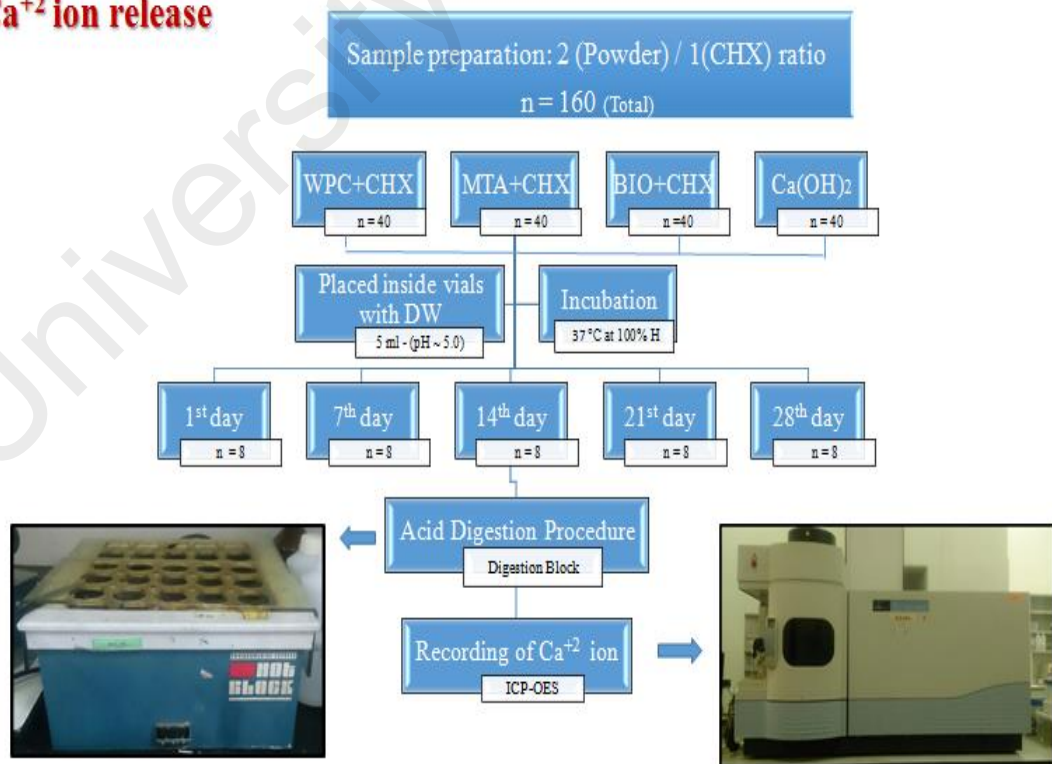 Ca⁺² ion release
Sample preparation: 2 (Powder) / 1(CHX) ratio
n = 160 (Total)
WPC+CHX
n = 40
MTA+CHX
n = 40
BIO+CHX
n =40
Ca(OH)₂
n = 40
Placed inside vials
with DW
5 ml - (pH ~ 5.0)
Incubation
37 °C at 100% H
1ˢᵗ day
n = 8
7ᵗʰ day
n = 8
14ᵗʰ day
n = 8
21ˢᵗ day
n = 8
28ᵗʰ day
n = 8
Acid Digestion Procedure
Digestion Block
Recording of Ca⁺² ion
ICP-OES
HOt
BLOCK
University